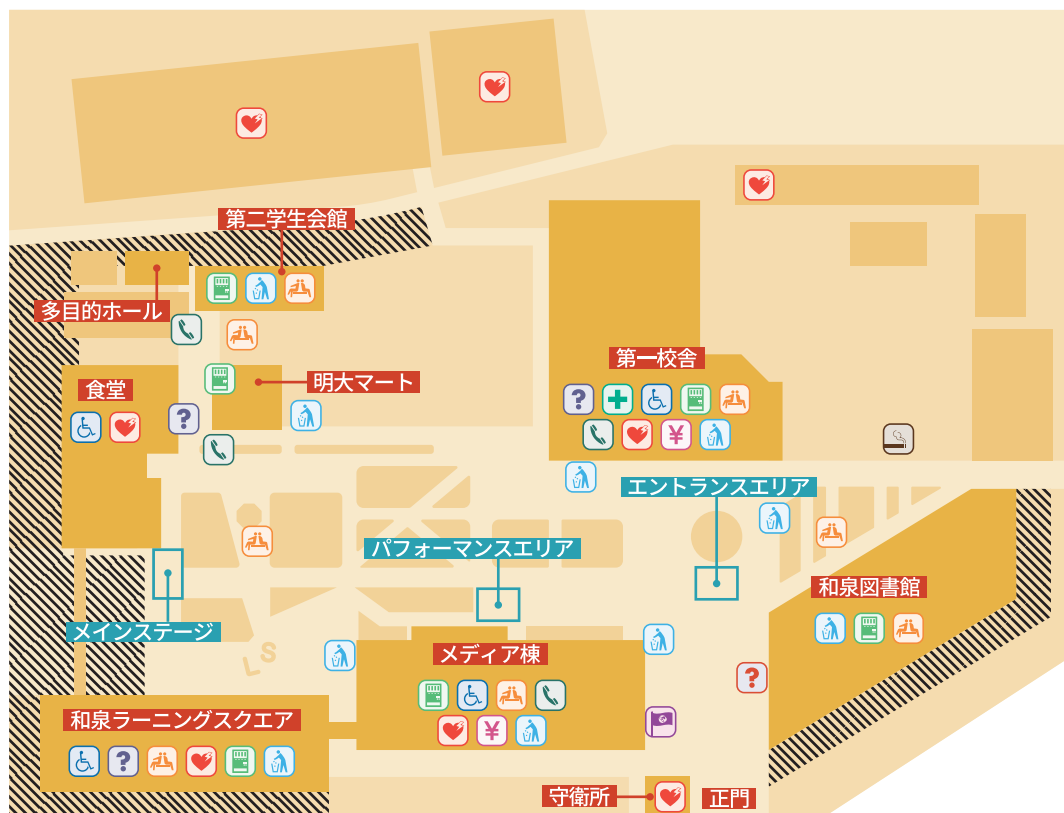 第二学生会館
多目的ホール
第一校舎
食堂
明大マート
¥
エントランスエリア
パフォーマンスエリア
和泉図書館
メインステージ
メディア棟
L S
和泉ラーニングスクエア
¥
守衛所
正門